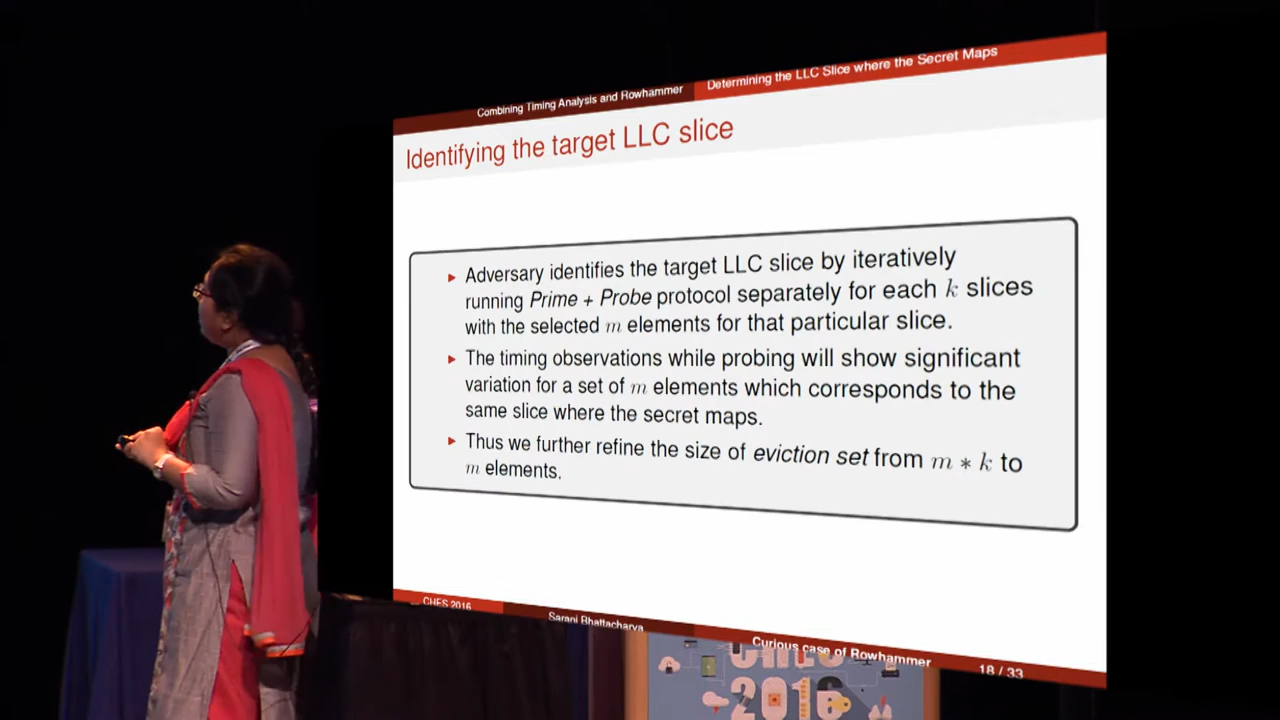 Combining Timing Analysis and Rowhammer
Determining the LLC Slice where the Secret Maps
Identifying the target LLC slice
Adversary identifies the target LLC slice by iteratively
running Prime + Probe protocol separately for each k slices
with the selected m elements for that particular slice.
The timing observations while probing will show significant
variation for a set of m elements which corresponds to the
same slice where the secret maps.
Thus we further refine the size of eviction set from m ∗ k to
m elements.
CHES 2016
Sarani Bhattacharya
Curious case of Rowhammer
18 / 33
CHES
2016